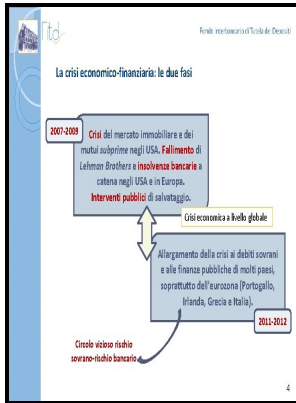 Fitd
Fondo Interbancario di Tutela dei Depositi
La crisi economico-finanziaria: le due fasi
2007-2009
Crisi del mercato immobiliare e dei
mutui subprime negli USA. Fallimento di
Lehman Brothers e insolvenze bancarie a
catena negli USA e in Europa.
Interventi pubblici di salvataggio.
Crisi economica a livello globale
Allargamento della crisi ai debiti sovrani
e alle finanze pubbliche di molti paesi,
soprattutto dell'eurozona (Portogallo,
Irlanda, Grecia e Italia).
2011-2012
Circolo vizioso rischio
sovrano-rischio bancario
4